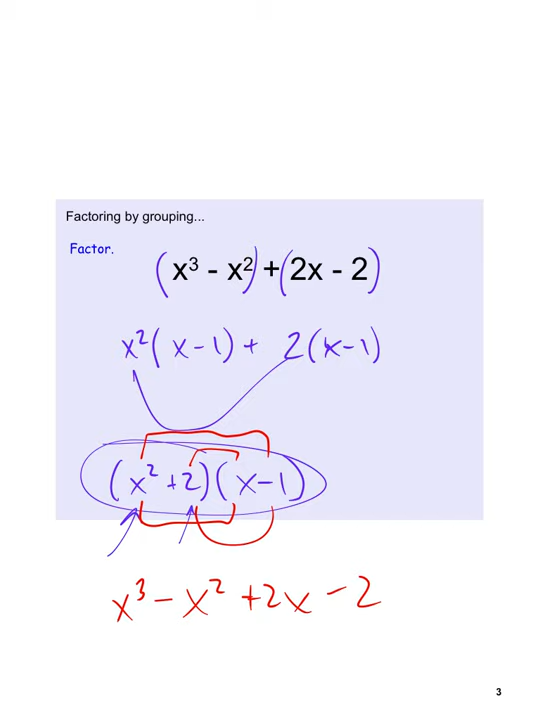 Factoring by grouping...
Factor.
(x³ - x²) + (2x - 2)
x²(x-1) + 2(x-1)
(x²+2)(x-1)
x³ - x² + 2x - 2
3